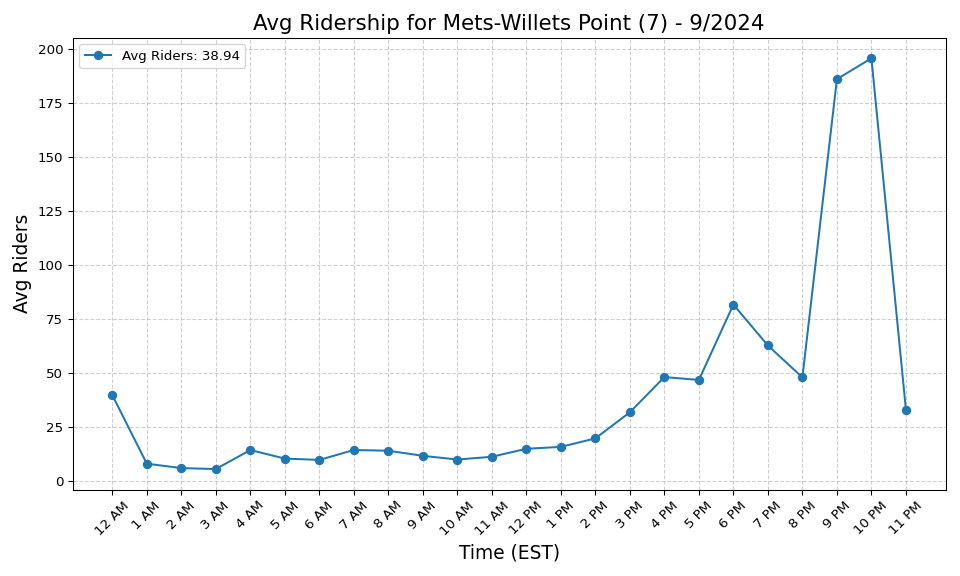 Avg Ridership for Mets-Willets Point (7) - 9/2024
Avg Riders: 38.94
Avg Riders
200
175
150
125
100
75
50
25
0
12 AM
1 AM
2 AM
3 AM
4 AM
5 AM
6 AM
7 AM
8 AM
9 AM
10 AM
11 AM
12 PM
1 PM
2 PM
3 PM
4 PM
5 PM
6 PM
7 PM
8 PM
9 PM
10 PM
11 PM
Time (EST)